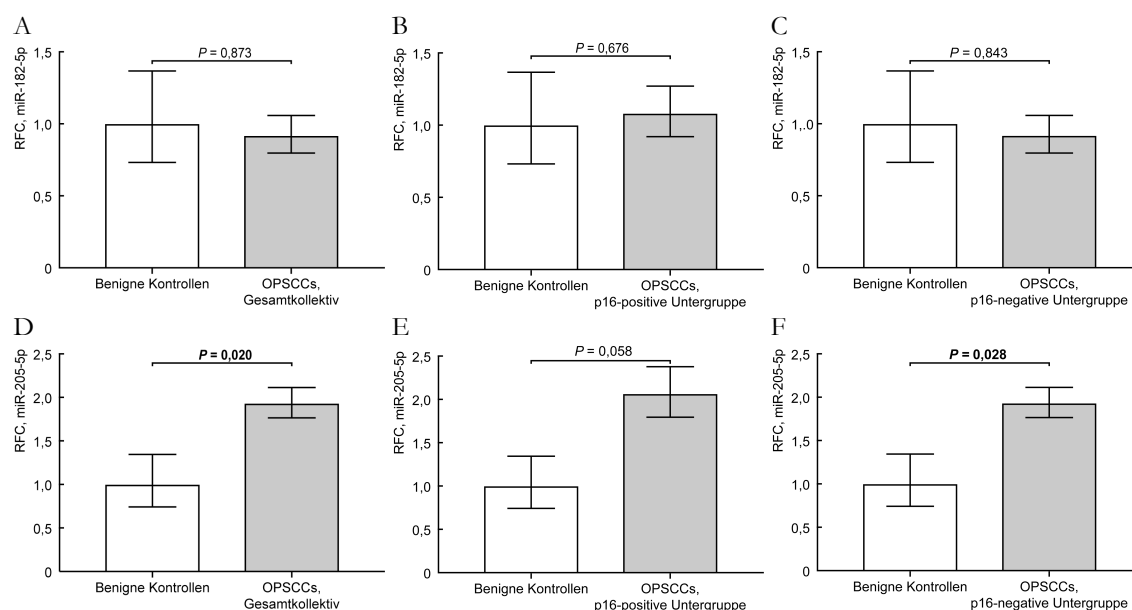 A
RFC, miR-182-5p
1,5
1,0
0,5
0
P = 0,873
Benigne Kontrollen
OPSCCs,
Gesamtkollektiv
B
RFC, miR-182-5p
1,5
1,0
0,5
0
P = 0,676
Benigne Kontrollen
OPSCCs,
p16-positive Untergruppe
C
RFC, miR-182-5p
1,5
1,0
0,5
0
P = 0,843
Benigne Kontrollen
OPSCCs,
p16-negative Untergruppe
D
RFC, miR-205-5p
2,5
2,0
1,5
1,0
0,5
0
P = 0,020
Benigne Kontrollen
OPSCCs,
Gesamtkollektiv
E
RFC, miR-205-5p
2,5
2,0
1,5
1,0
0,5
0
P = 0,058
Benigne Kontrollen
OPSCCs,
p16-positive Untergruppe
F
RFC, miR-205-5p
2,5
2,0
1,5
1,0
0,5
0
P = 0,028
Benigne Kontrollen
OPSCCs,
p16-negative Untergruppe